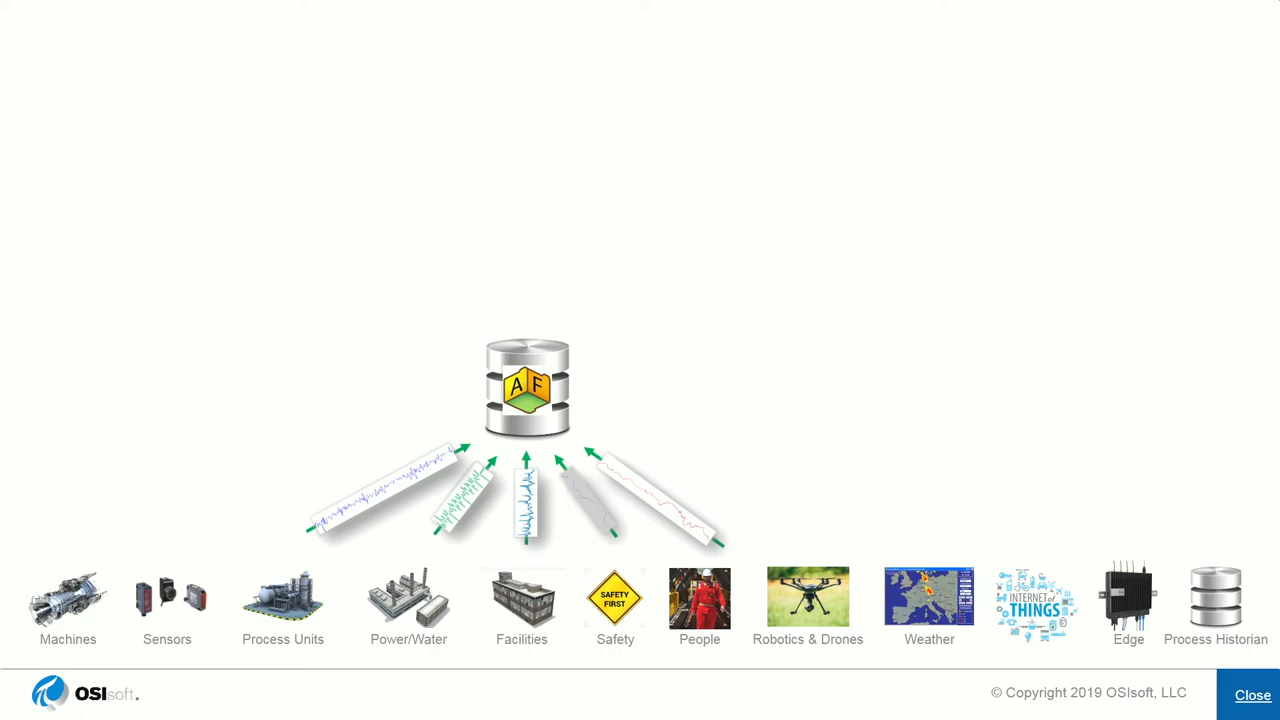 A F
SAFETY
FIRST
INTERNET of
THINGS
Machines
Sensors
Process Units
Power/Water
Facilities
Safety
People
Robotics & Drones
Weather
Edge
Process Historian
OSIsoft.
© Copyright 2019 OSIsoft, LLC
Close